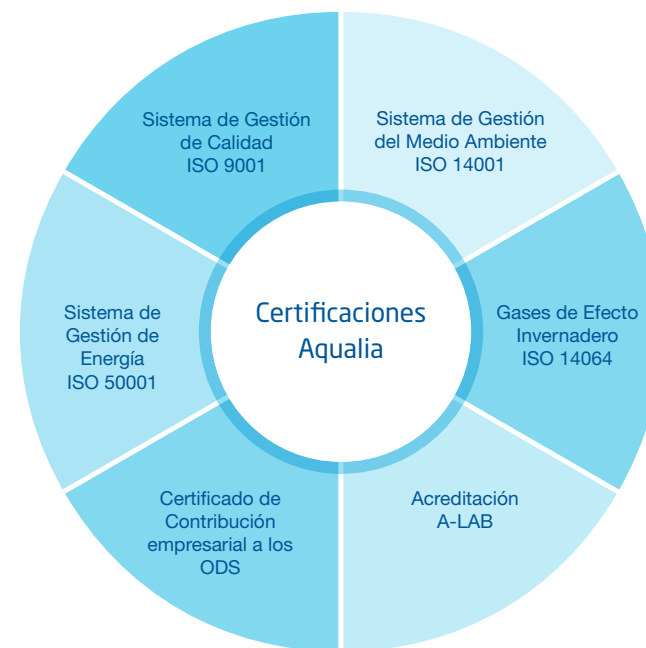 Sistema de Gestión
de Calidad
ISO 9001
Sistema de Gestión
del Medio Ambiente
ISO 14001
Sistema de
Gestión de
Energía
ISO 50001
Certificaciones
Aqualia
Gases de Efecto
Invernadero
ISO 14064
Certificado de
Contribución
empresarial a los
ODS
Acreditación
A-LAB